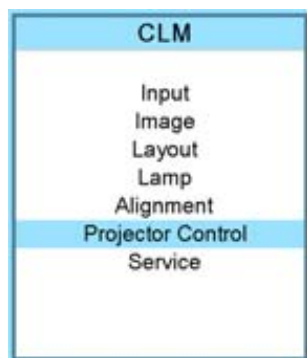 CLM
Input
Image
Layout
Lamp
Alignment
Projector Control
Service